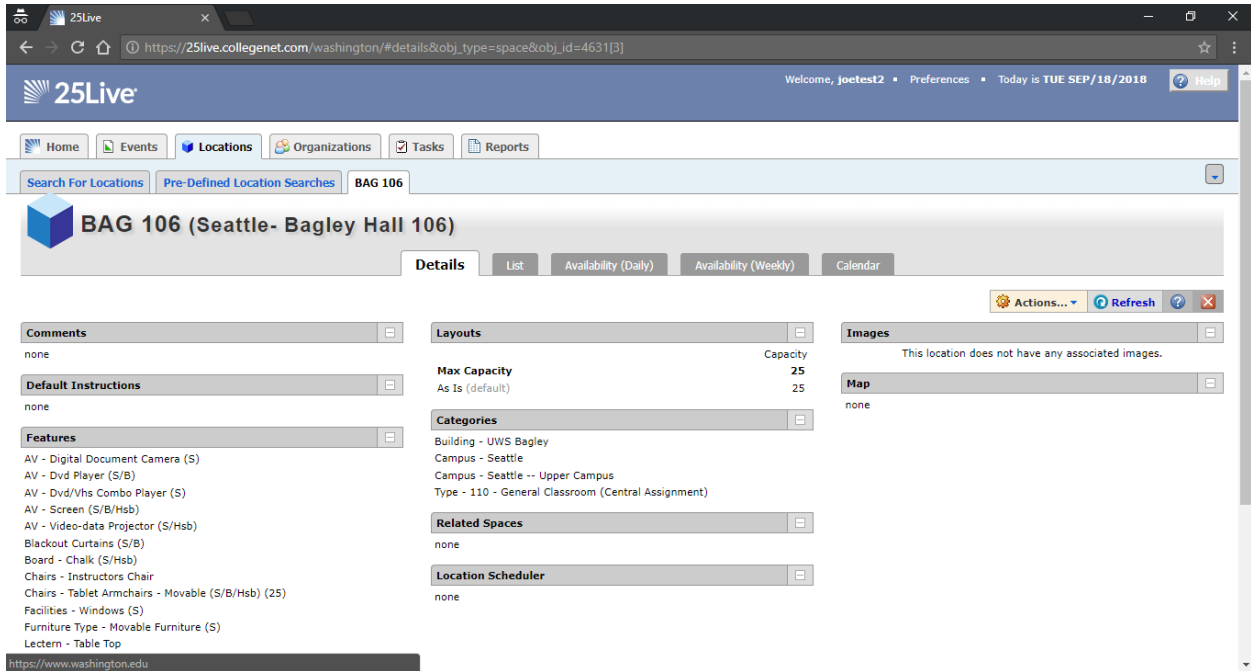 25Live
https://25live.collegenet.com/washington/#details&obj_type=space&obj_id=4631[3]
25Live
Welcome, joetest2 ▪ Preferences ▪ Today is TUE SEP/18/2018
Help
Home Events Locations Organizations Tasks Reports
Search For Locations Pre-Defined Location Searches BAG 106
BAG 106 (Seattle- Bagley Hall 106)
Details List Availability (Daily) Availability (Weekly) Calendar
Actions... Refresh
Comments
none
Default Instructions
none
Features
AV - Digital Document Camera (S)
AV - Dvd Player (S/B)
AV - Dvd/Vhs Combo Player (S)
AV - Screen (S/B/Hsb)
AV - Video-data Projector (S/Hsb)
Blackout Curtains (S/B)
Board - Chalk (S/Hsb)
Chairs - Instructors Chair
Chairs - Tablet Armchairs - Movable (S/B/Hsb) (25)
Facilities - Windows (S)
Furniture Type - Movable Furniture (S)
Lectern - Table Top
Layouts
Capacity
Max Capacity 25
As Is (default) 25
Categories
Building - UWS Bagley
Campus - Seattle
Campus - Seattle -- Upper Campus
Type - 110 - General Classroom (Central Assignment)
Related Spaces
none
Location Scheduler
none
Images
This location does not have any associated images.
Map
none
https://www.washington.edu